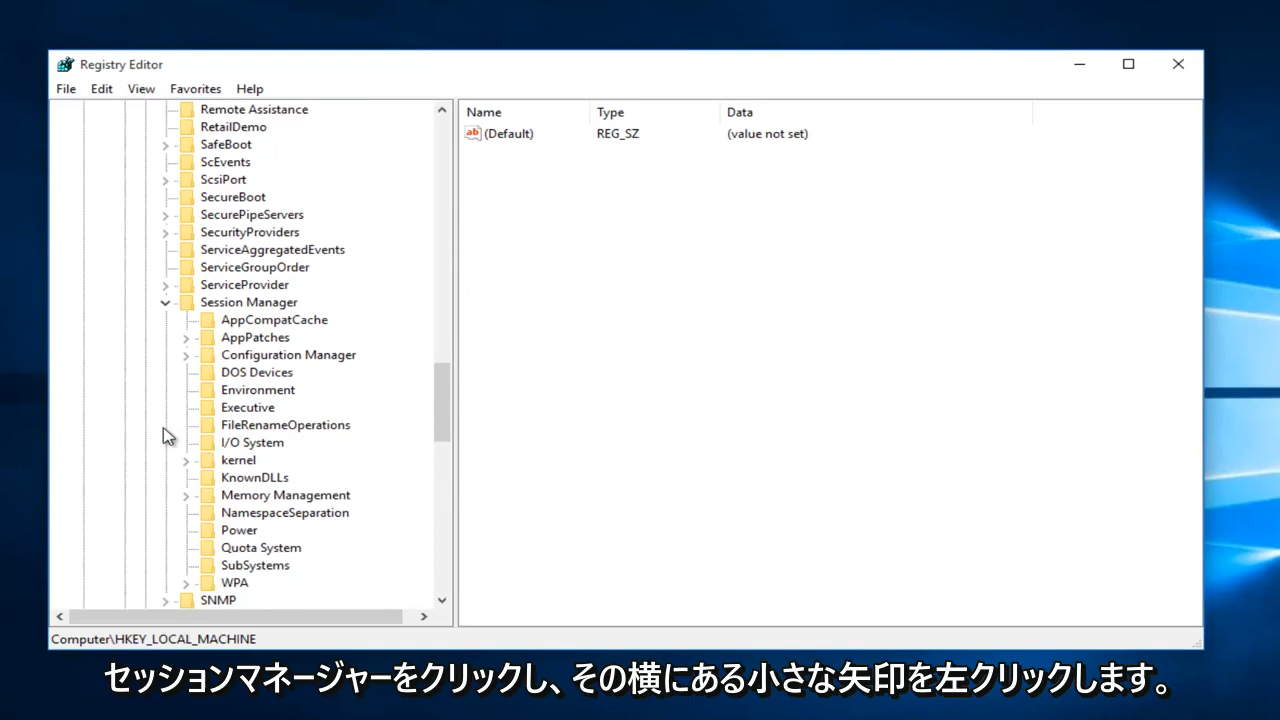 Registry Editor
File Edit View Favorites Help
Remote Assistance
RetailDemo
SafeBoot
ScEvents
ScsiPort
SecureBoot
SecurePipeServers
SecurityProviders
ServiceAggregatedEvents
ServiceGroupOrder
ServiceProvider
Session Manager
AppCompatCache
AppPatches
Configuration Manager
DOS Devices
Environment
Executive
FileRenameOperations
I/O System
kernel
KnownDLLs
Memory Management
NamespaceSeparation
Power
Quota System
SubSystems
WPA
SNMP
Name Type Data
ab (Default) REG_SZ (value not set)
Computer\HKEY_LOCAL_MACHINE
セッションマネージャーをクリックし、その横にある小さな矢印を左クリックします。